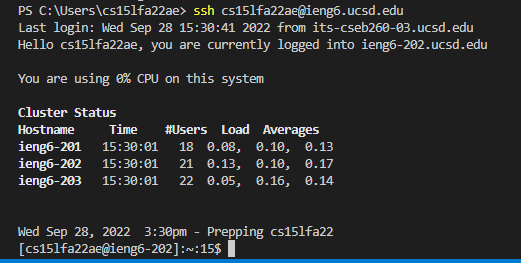 PS C:\Users\cs15lfa22ae> ssh cs15lfa22ae@ieng6.ucsd.edu
Last login: Wed Sep 28 15:30:41 2022 from its-cseb260-03.ucsd.edu
Hello cs15lfa22ae, you are currently logged into ieng6-202.ucsd.edu
You are using 0% CPU on this system
Cluster Status
Hostname     Time    #Users  Load  Averages
ieng6-201   15:30:01   18  0.08,  0.10,  0.13
ieng6-202   15:30:01   21  0.13,  0.10,  0.17
ieng6-203   15:30:01   22  0.05,  0.16,  0.14
Wed Sep 28, 2022  3:30pm - Prepping cs15lfa22
[cs15lfa22ae@ieng6-202]:~:15$